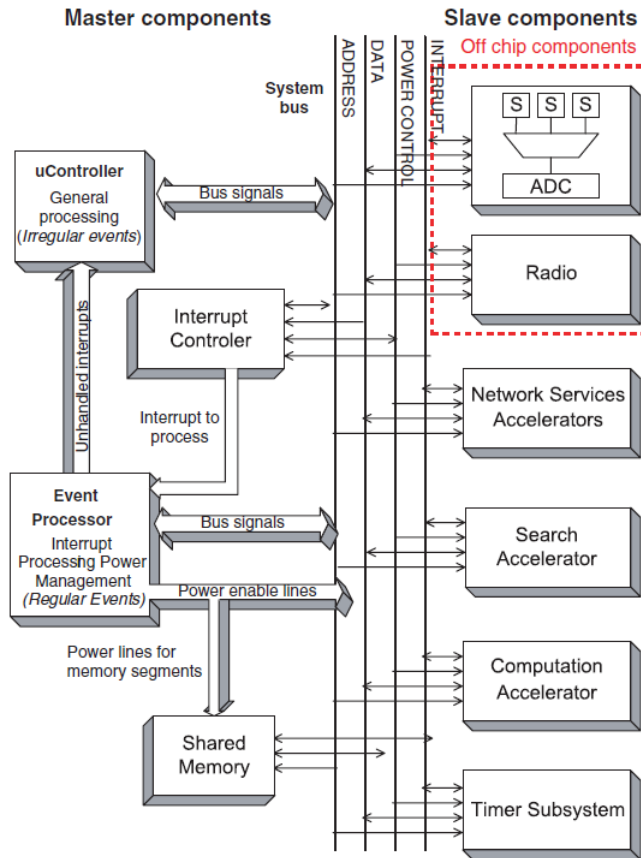 Master components
Slave components
Off chip components
System
bus
ADDRESS
DATA
POWER CONTROL
INTERRUPT
S S S
ADC
uController
General
processing
(Irregular events)
Bus signals
Radio
Interrupt
Controler
Unhandled interrupts
Interrupt to
process
Network Services
Accelerators
Event
Processor
Interrupt
Processing Power
Management
(Regular Events)
Bus signals
Search
Accelerator
Power enable lines
Power lines for
memory segments
Computation
Accelerator
Shared
Memory
Timer Subsystem